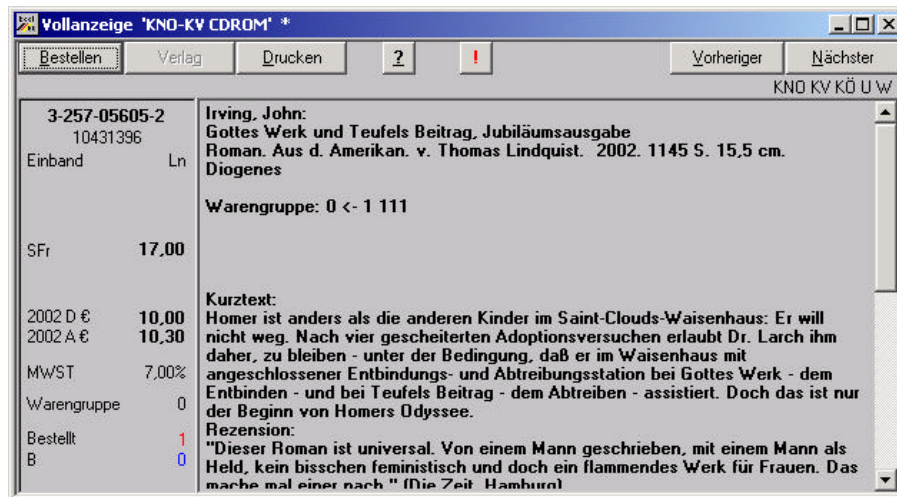 Vollanzeige 'KNO-KV CDROM' *
Bestellen Verlag Drucken ? ! Vorheriger Nächster
KNO KV KÖ U W
3-257-05605-2
10431396
Einband Ln
SFr 17,00
2002 D € 10,00
2002 A € 10,30
MWST 7,00%
Warengruppe 0
Bestellt 1
B 0
Irving, John:
Gottes Werk und Teufels Beitrag, Jubiläumsausgabe
Roman. Aus d. Amerikan. v. Thomas Lindquist. 2002. 1145 S. 15,5 cm.
Diogenes
Warengruppe: 0 <- 1 111
Kurztext:
Homer ist anders als die anderen Kinder im Saint-Clouds-Waisenhaus: Er will
nicht weg. Nach vier gescheiterten Adoptionsversuchen erlaubt Dr. Larch ihm
daher, zu bleiben - unter der Bedingung, daß er im Waisenhaus mit
angeschlossener Entbindungs- und Abtreibungsstation bei Gottes Werk - dem
Entbinden - und bei Teufels Beitrag - dem Abtreiben - assistiert. Doch das ist nur
der Beginn von Homers Odyssee.
Rezension:
"Dieser Roman ist universal. Von einem Mann geschrieben, mit einem Mann als
Held, kein bisschen feministisch und doch ein flammendes Werk für Frauen. Das
mache mal einer nach." (Die Zeit, Hamburg)